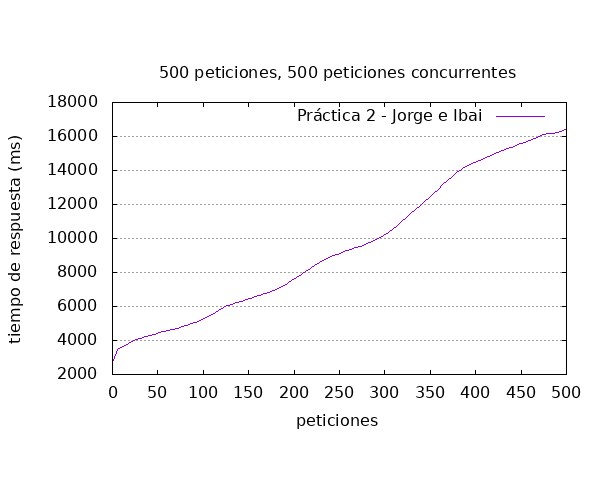 500 peticiones, 500 peticiones concurrentes
Práctica 2 - Jorge e Ibai
tiempo de respuesta (ms)
18000
16000
14000
12000
10000
8000
6000
4000
2000
0 50 100 150 200 250 300 350 400 450 500
peticiones